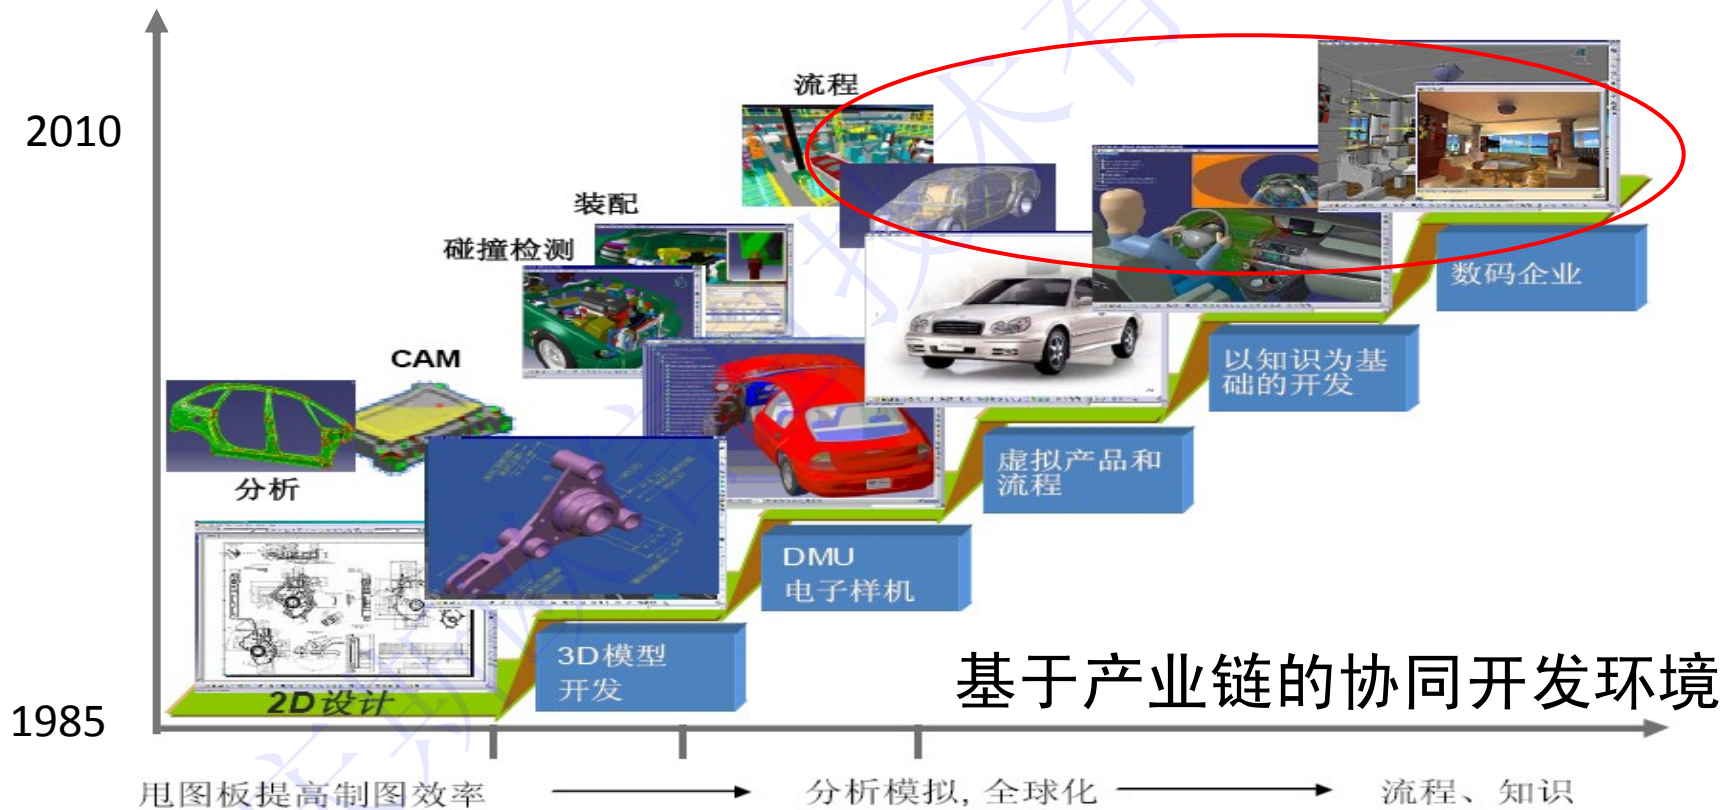 流程
2010
装配
碰撞检测
数码企业
CAM
以知识为基
础的开发
分析
虚拟产品和
流程
DMU
电子样机
3D模型
开发
基于产业链的协同开发环境
2D设计
1985
甩图板提高制图效率
分析模拟,全球化
流程、知识